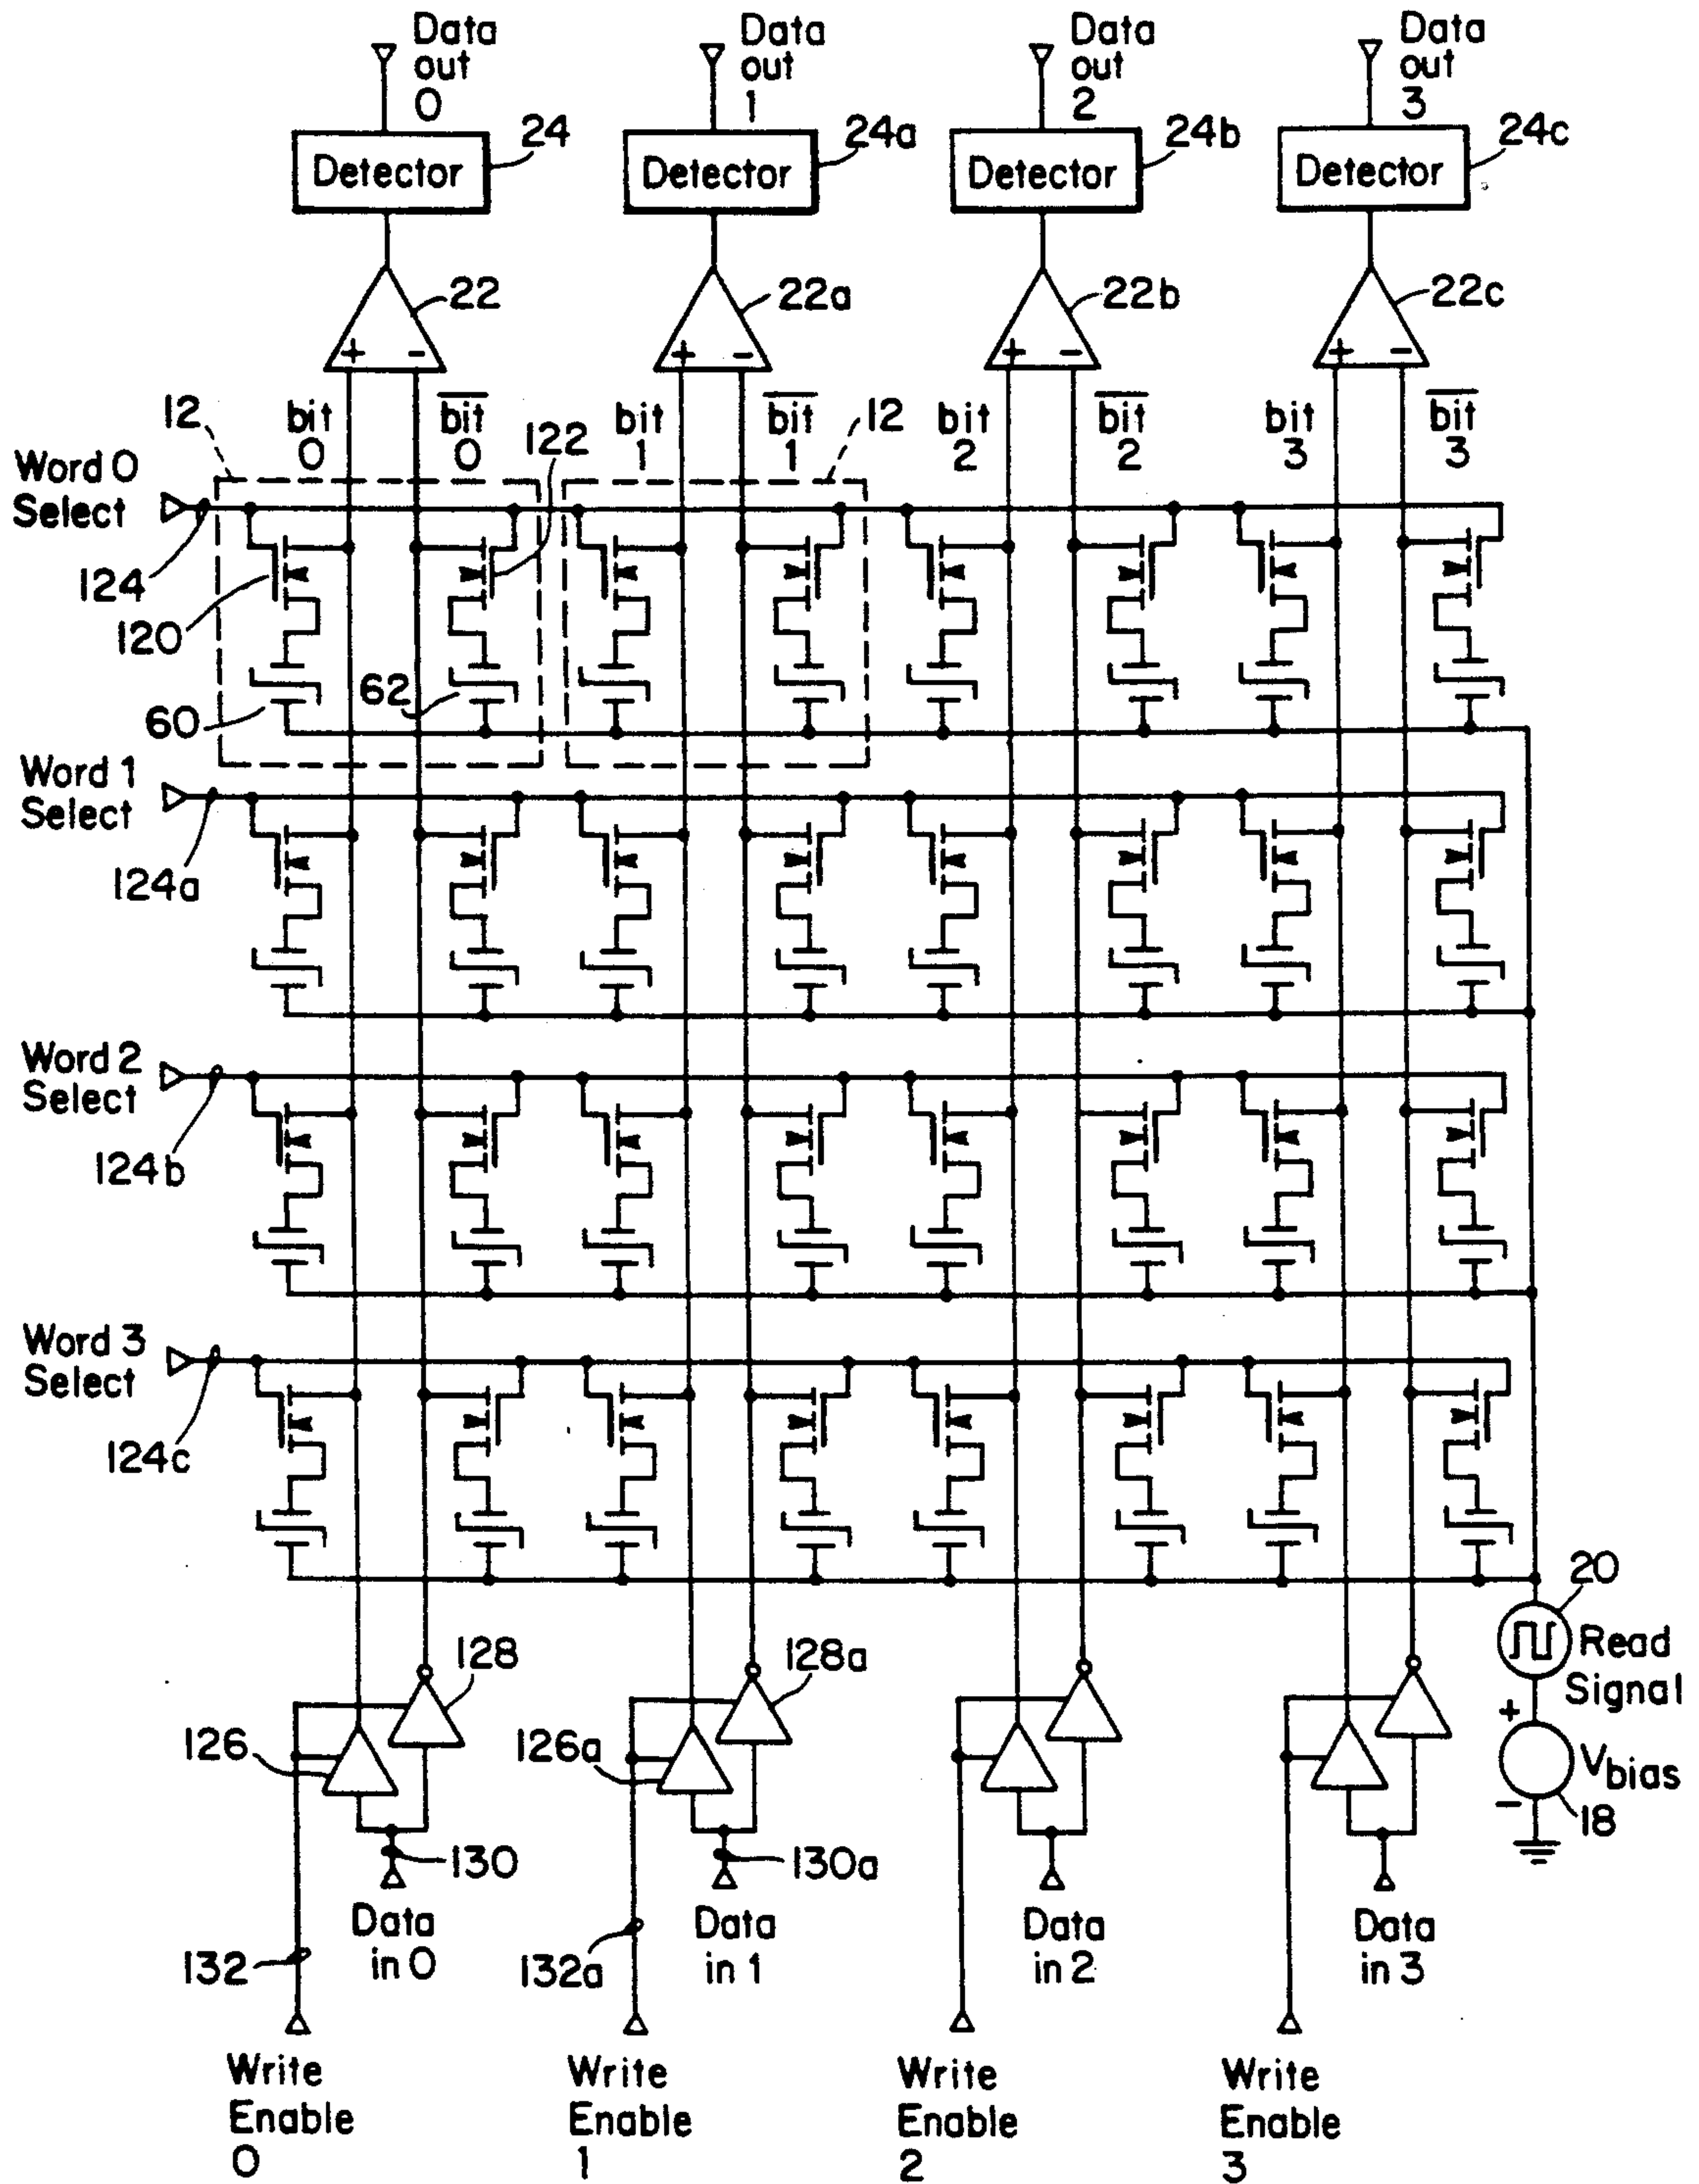 Data out 0
Data out 1
Data out 2
Data out 3
24
24a
24b
24c
Detector
Detector
Detector
Detector
22
22a
22b
22c
+ -
+ -
+ -
+ -
12
bit 0
bit 0
122
bit 1
bit 1
12
bit 2
bit 2
bit 3
bit 3
Word 0
Select
124
120
60
62
Word 1
Select
124a
Word 2
Select
124b
Word 3
Select
124c
20
Read
Signal
+
Vbias
-
18
128
128a
126
126a
130
130a
Data in 0
Data in 1
Data in 2
Data in 3
132
132a
Write Enable 0
Write Enable 1
Write Enable 2
Write Enable 3